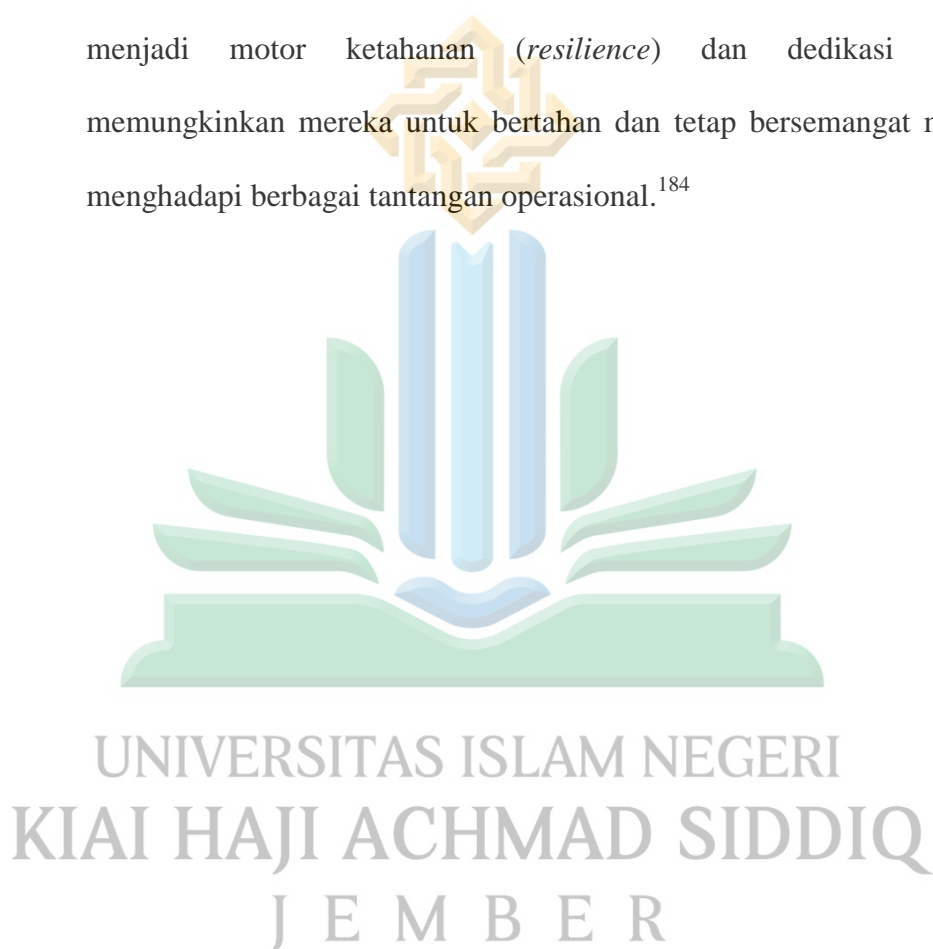 menjadi motor ketahanan (resilience) dan dedikasi
memungkinkan mereka untuk bertahan dan tetap bersemangat
menghadapi berbagai tantangan operasional.184
UNIVERSITAS ISLAM NEGERI
KIAI HAJI ACHMAD SIDDIQ
JEMBER